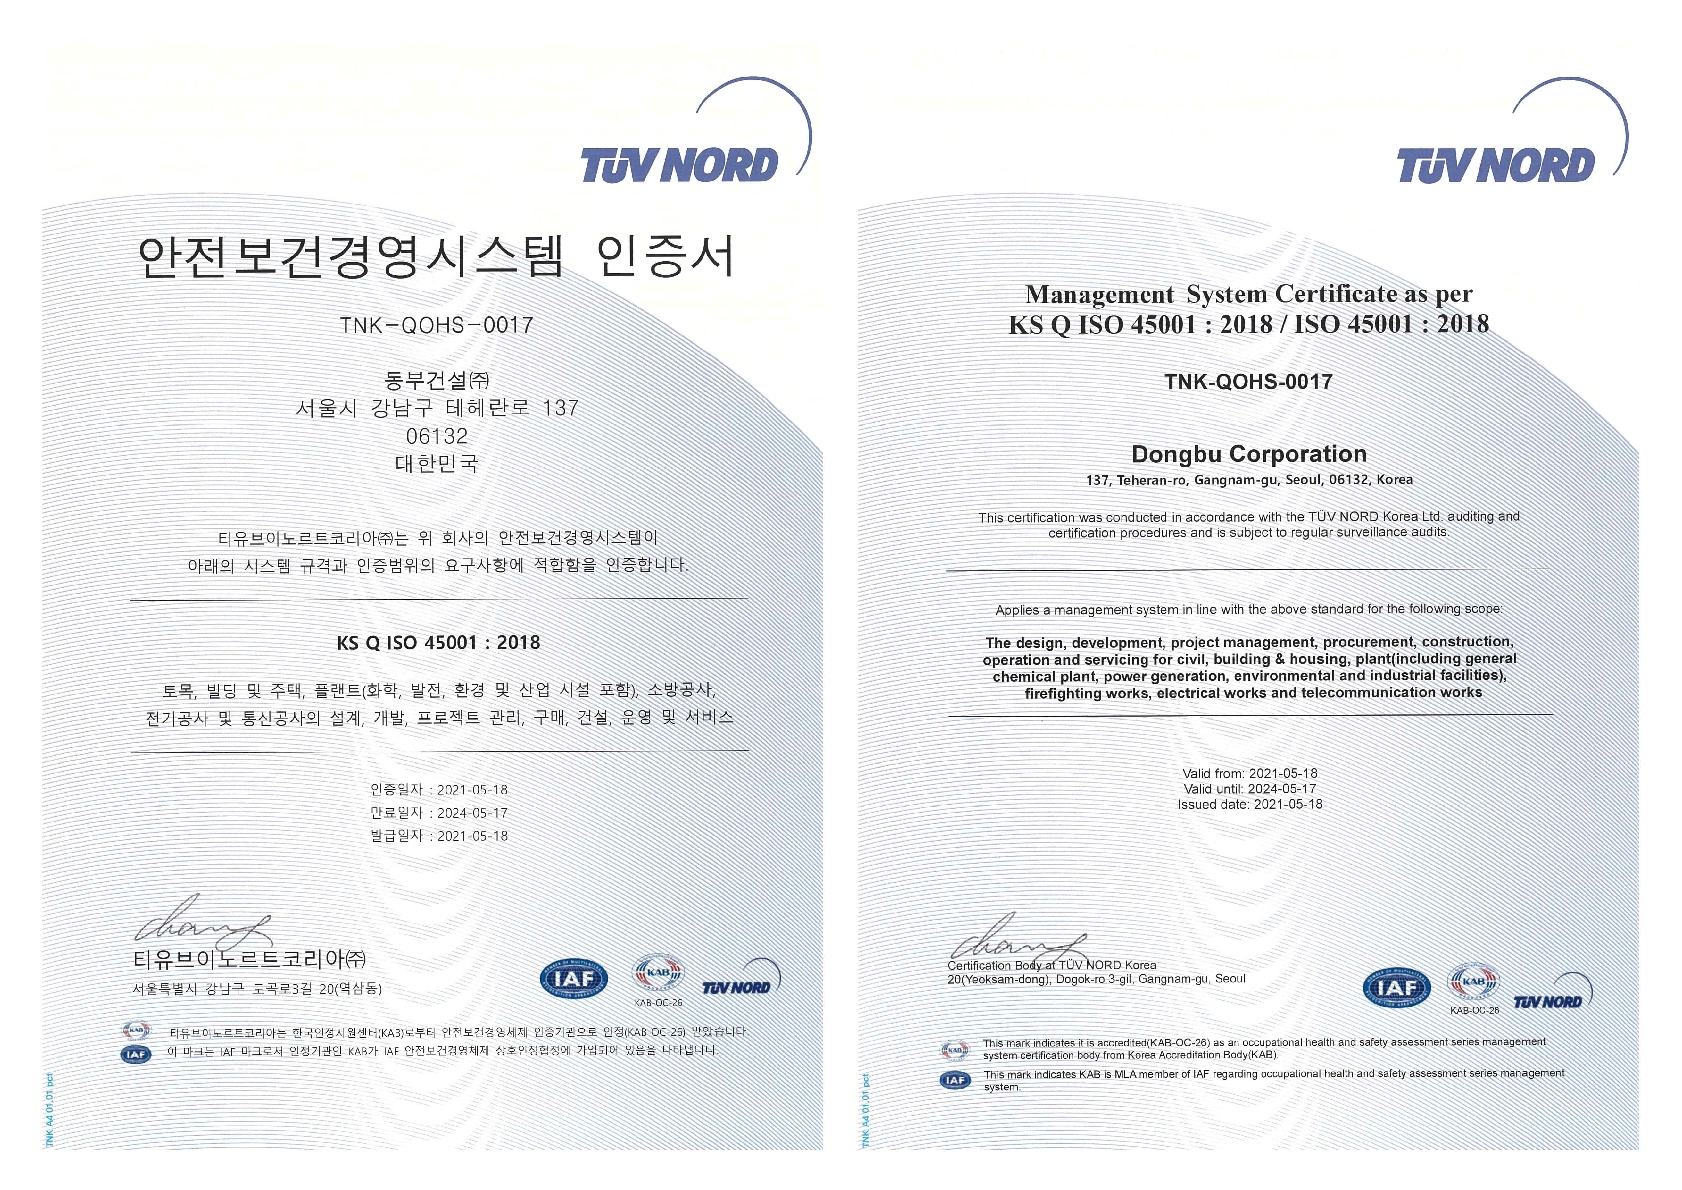 TÜV NORD
안전보건경영시스템 인증서
TNK-QOHS-0017
동부건설㈜
서울시 강남구 테헤란로 137
06132
대한민국
티유브이노르트코리아㈜는 위 회사의 안전보건경영시스템이
아래의 시스템 규격과 인증범위의 요구사항에 적합함을 인증합니다.
KS Q ISO 45001 : 2018
토목, 빌딩 및 주택, 플랜트(화학, 발전, 환경 및 산업 시설 포함), 소방공사,
전기공사 및 통신공사의 설계, 개발, 프로젝트 관리, 구매, 건설, 운영 및 서비스
인증일자 : 2021-05-18
만료일자 : 2024-05-17
발급일자 : 2021-05-18
티유브이노르트코리아㈜
서울특별시 강남구 도곡로3길 20(역삼동)
IAF
KAB
KAB-OC-26
TÜV NORD
KAB
티유브이노르트코리아는 한국인정지원센터(KAB)로부터 안전보건경영체제 인증기관으로 인정(KAB-OC-26) 받았습니다.
IAF
이 마크는 IAF 마크로서 인정기관인 KAB가 IAF 안전보건경영체제 상호인정협정에 가입되어 있음을 나타냅니다.
TNK A4 01.01 pct
TÜV NORD
Management System Certificate as per
KS Q ISO 45001 : 2018 / ISO 45001 : 2018
TNK-QOHS-0017
Dongbu Corporation
137, Teheran-ro, Gangnam-gu, Seoul, 06132, Korea
This certification was conducted in accordance with the TÜV NORD Korea Ltd. auditing and
certification procedures and is subject to regular surveillance audits.
Applies a management system in line with the above standard for the following scope:
The design, development, project management, procurement, construction,
operation and servicing for civil, building & housing, plant(including general
chemical plant, power generation, environmental and industrial facilities),
firefighting works, electrical works and telecommunication works
Valid from: 2021-05-18
Valid until: 2024-05-17
Issued date: 2021-05-18
Certification Body at TÜV NORD Korea
20(Yeoksam-dong), Dogok-ro 3-gil, Gangnam-gu, Seoul
IAF
KAB
KAB-OC-26
TÜV NORD
KAB
This mark indicates it is accredited(KAB-OC-26) as an occupational health and safety assessment series management
system certification body from Korea Accreditation Body(KAB)
IAF
This mark indicates KAB is MLA member of IAF regarding occupational health and safety assessment series management
system.
TNK A4 01.01 pct